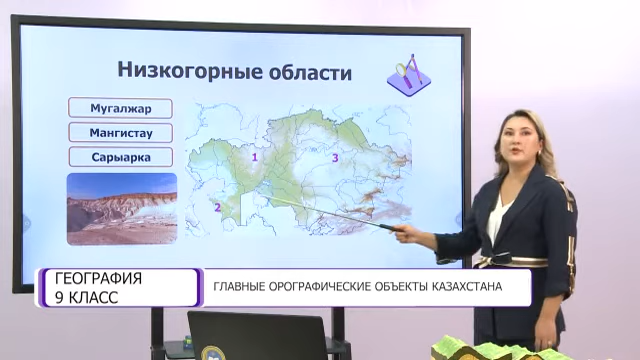 Низкогорные области
Мугалжар
Мангистау
Сарыарка
1
3
2
ГЕОГРАФИЯ
9 КЛАСС
ГЛАВНЫЕ ОРОГРАФИЧЕСКИЕ ОБЪЕКТЫ КАЗАХСТАНА